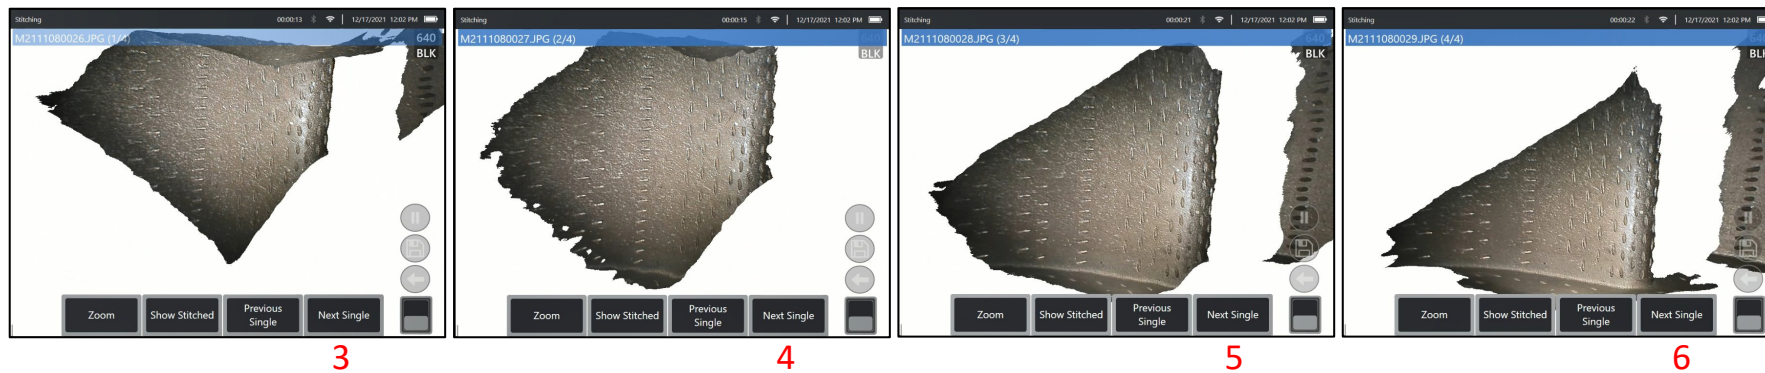 Stitching 00:00:13 12/17/2021 12:02 PM
M2111080026.JPG (1/4) 640
BLK
Zoom Show Stitched Previous Single Next Single
3
Stitching 00:00:15 12/17/2021 12:02 PM
M2111080027.JPG (2/4) 640
BLK
Zoom Show Stitched Previous Single Next Single
4
Stitching 00:00:21 12/17/2021 12:02 PM
M2111080028.JPG (3/4) 640
BLK
Zoom Show Stitched Previous Single Next Single
5
Stitching 00:00:22 12/17/2021 12:02 PM
M2111080029.JPG (4/4)
BLK
Zoom Show Stitched Previous Single Next Single
6